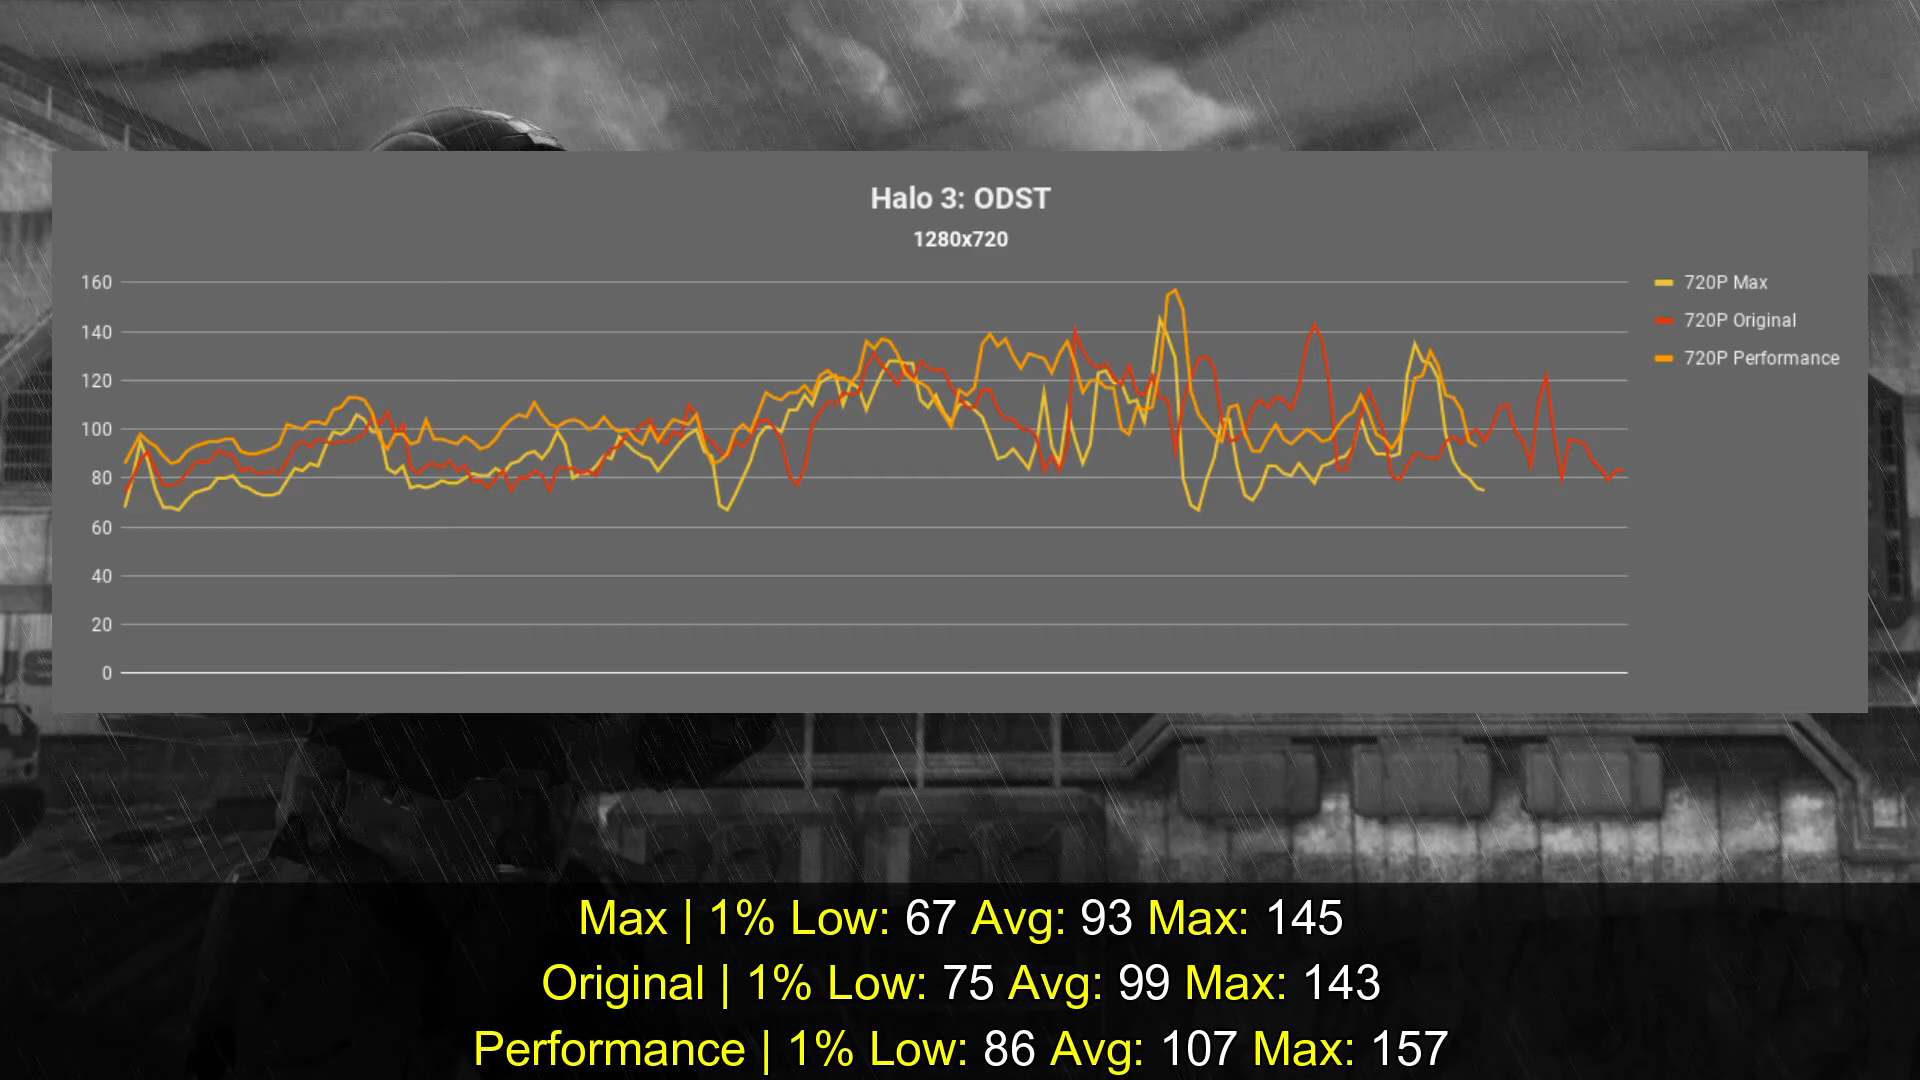 Halo 3: ODST
1280x720
160
140
120
100
80
60
40
20
0
720P Max
720P Original
720P Performance
Max | 1% Low: 67 Avg: 93 Max: 145
Original | 1% Low: 75 Avg: 99 Max: 143
Performance | 1% Low: 86 Avg: 107 Max: 157